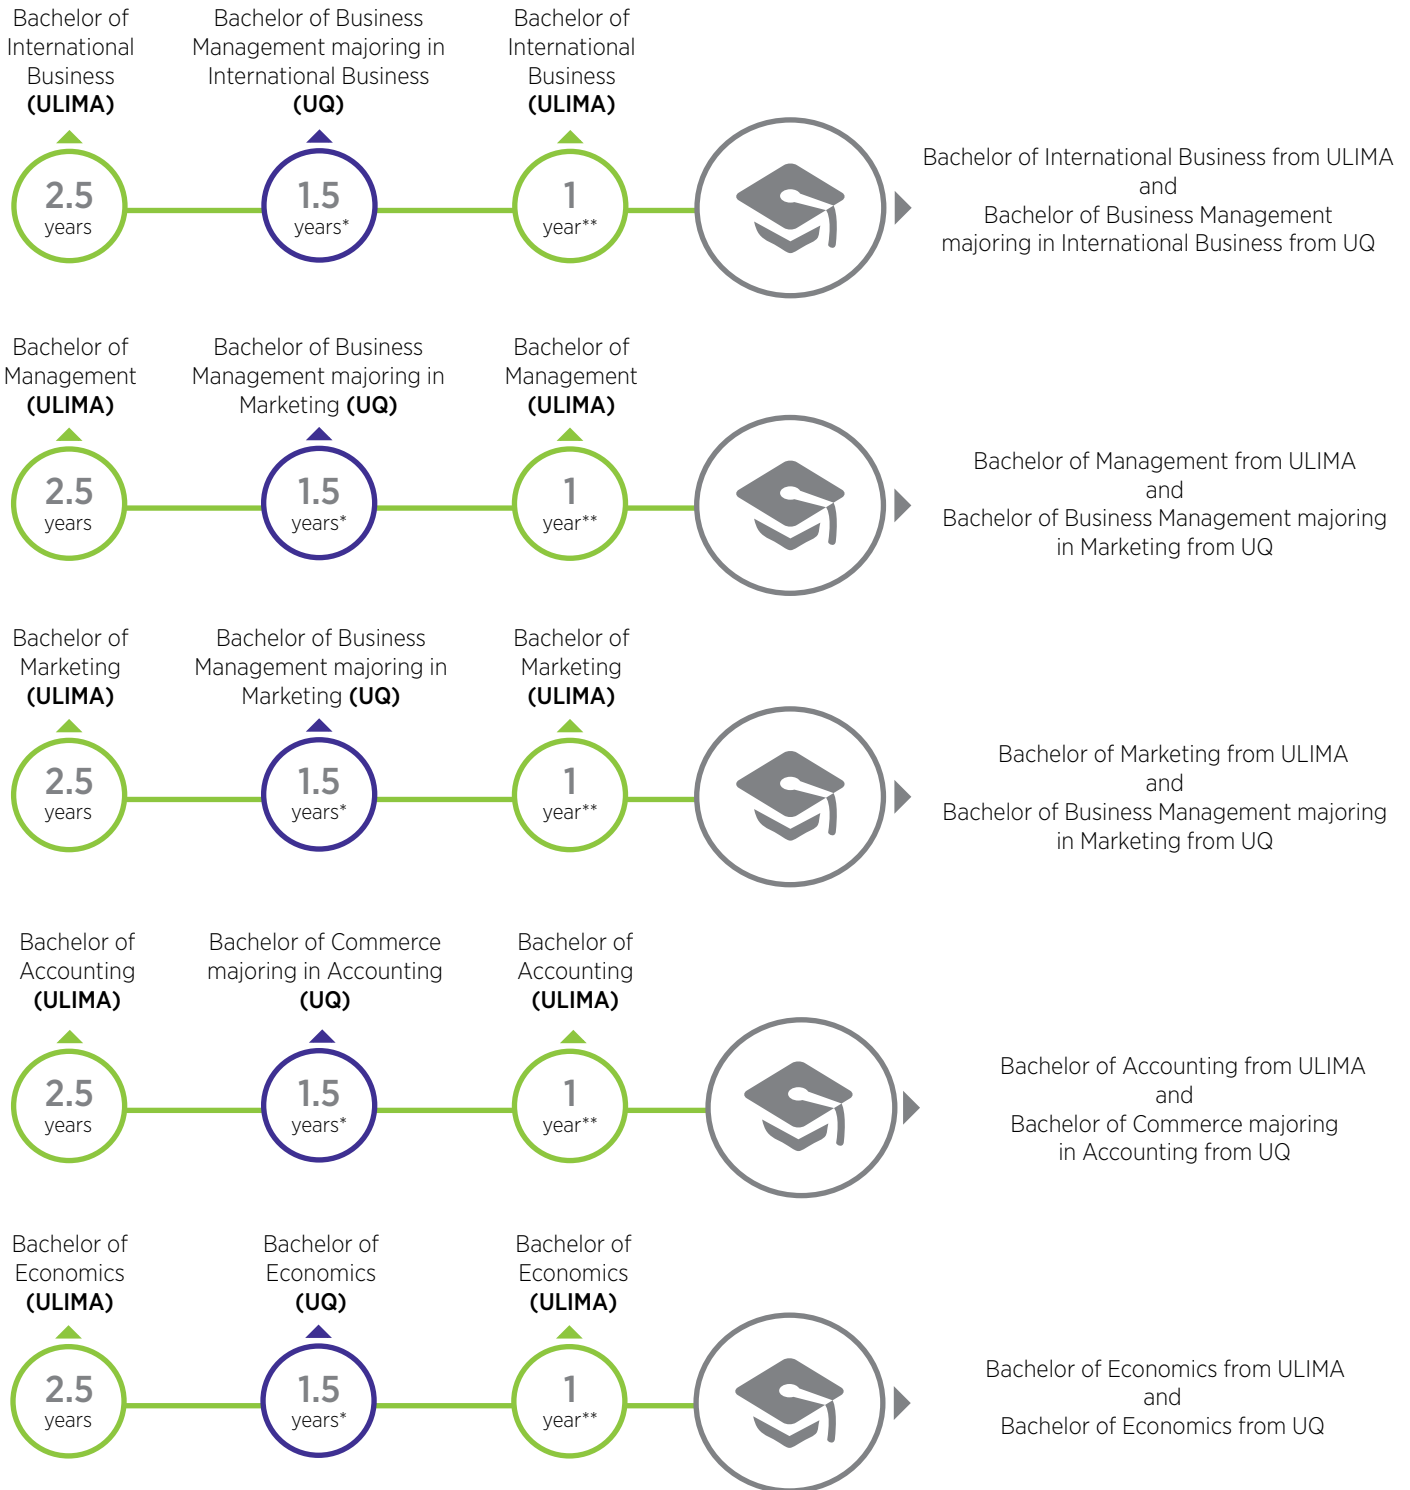 Bachelor of
International
Business
(ULIMA)
Bachelor of Business
Management majoring in
International Business
(UQ)
Bachelor of
International
Business
(ULIMA)
2.5
years
1.5
years*
1
year**
Bachelor of International Business from ULIMA
and
Bachelor of Business Management
majoring in International Business from UQ
Bachelor of
Management
(ULIMA)
Bachelor of Business
Management majoring in
Marketing (UQ)
Bachelor of
Management
(ULIMA)
2.5
years
1.5
years*
1
year**
Bachelor of Management from ULIMA
and
Bachelor of Business Management majoring
in Marketing from UQ
Bachelor of
Marketing
(ULIMA)
Bachelor of Business
Management majoring in
Marketing (UQ)
Bachelor of
Marketing
(ULIMA)
2.5
years
1.5
years*
1
year**
Bachelor of Marketing from ULIMA
and
Bachelor of Business Management majoring
in Marketing from UQ
Bachelor of
Accounting
(ULIMA)
Bachelor of Commerce
majoring in Accounting
(UQ)
Bachelor of
Accounting
(ULIMA)
2.5
years
1.5
years*
1
year**
Bachelor of Accounting from ULIMA
and
Bachelor of Commerce majoring
in Accounting from UQ
Bachelor of
Economics
(ULIMA)
Bachelor of
Economics
(UQ)
Bachelor of
Economics
(ULIMA)
2.5
years
1.5
years*
1
year**
Bachelor of Economics from ULIMA
and
Bachelor of Economics from UQ